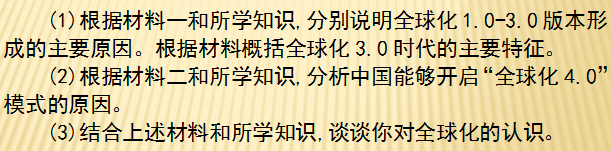 (1)根据材料一和所学知识,分别说明全球化1.0-3.0版本形
成的主要原因。根据材料概括全球化3.0时代的主要特征。
(2)根据材料二和所学知识,分析中国能够开启“全球化4.0”
模式的原因。
(3)结合上述材料和所学知识,谈谈你对全球化的认识。